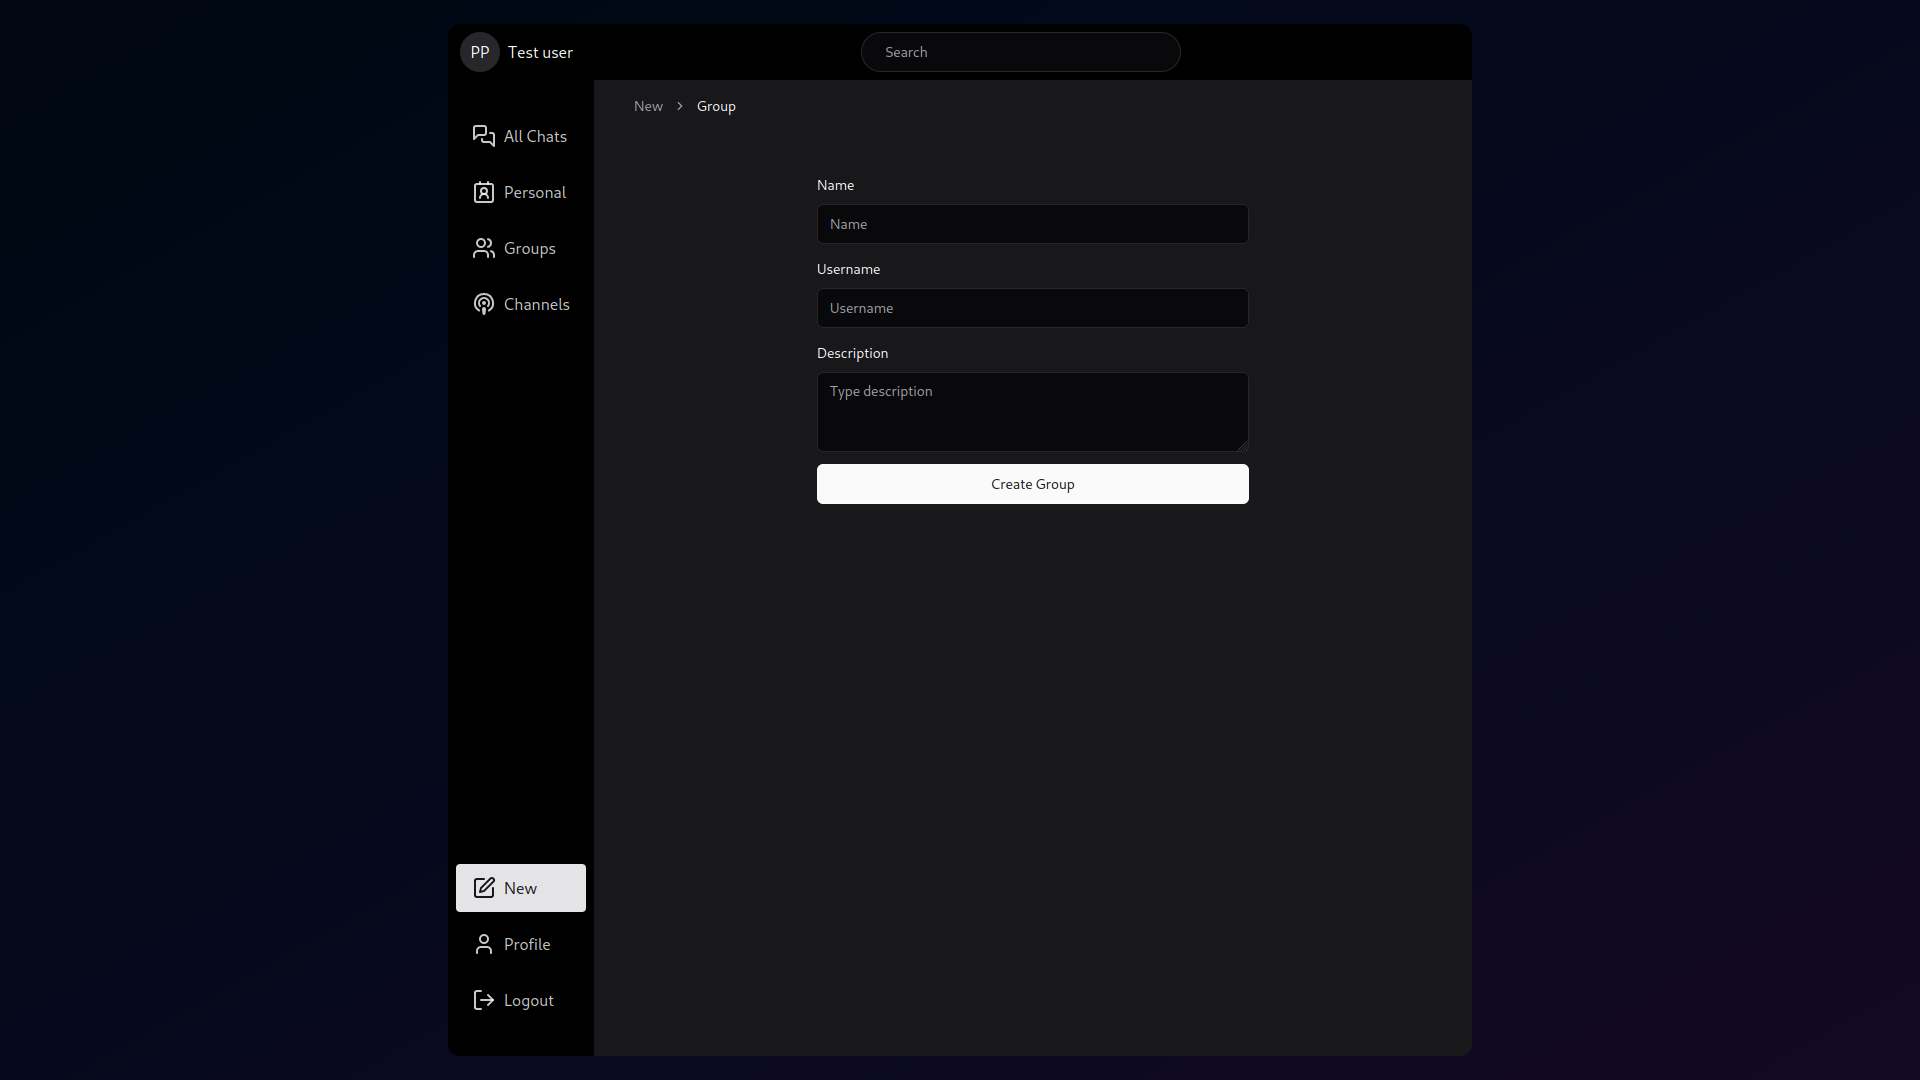 PP Test user
Search
New > Group
All Chats
Personal
Groups
Channels
Name
Name
Username
Username
Description
Type description
Create Group
New
Profile
Logout